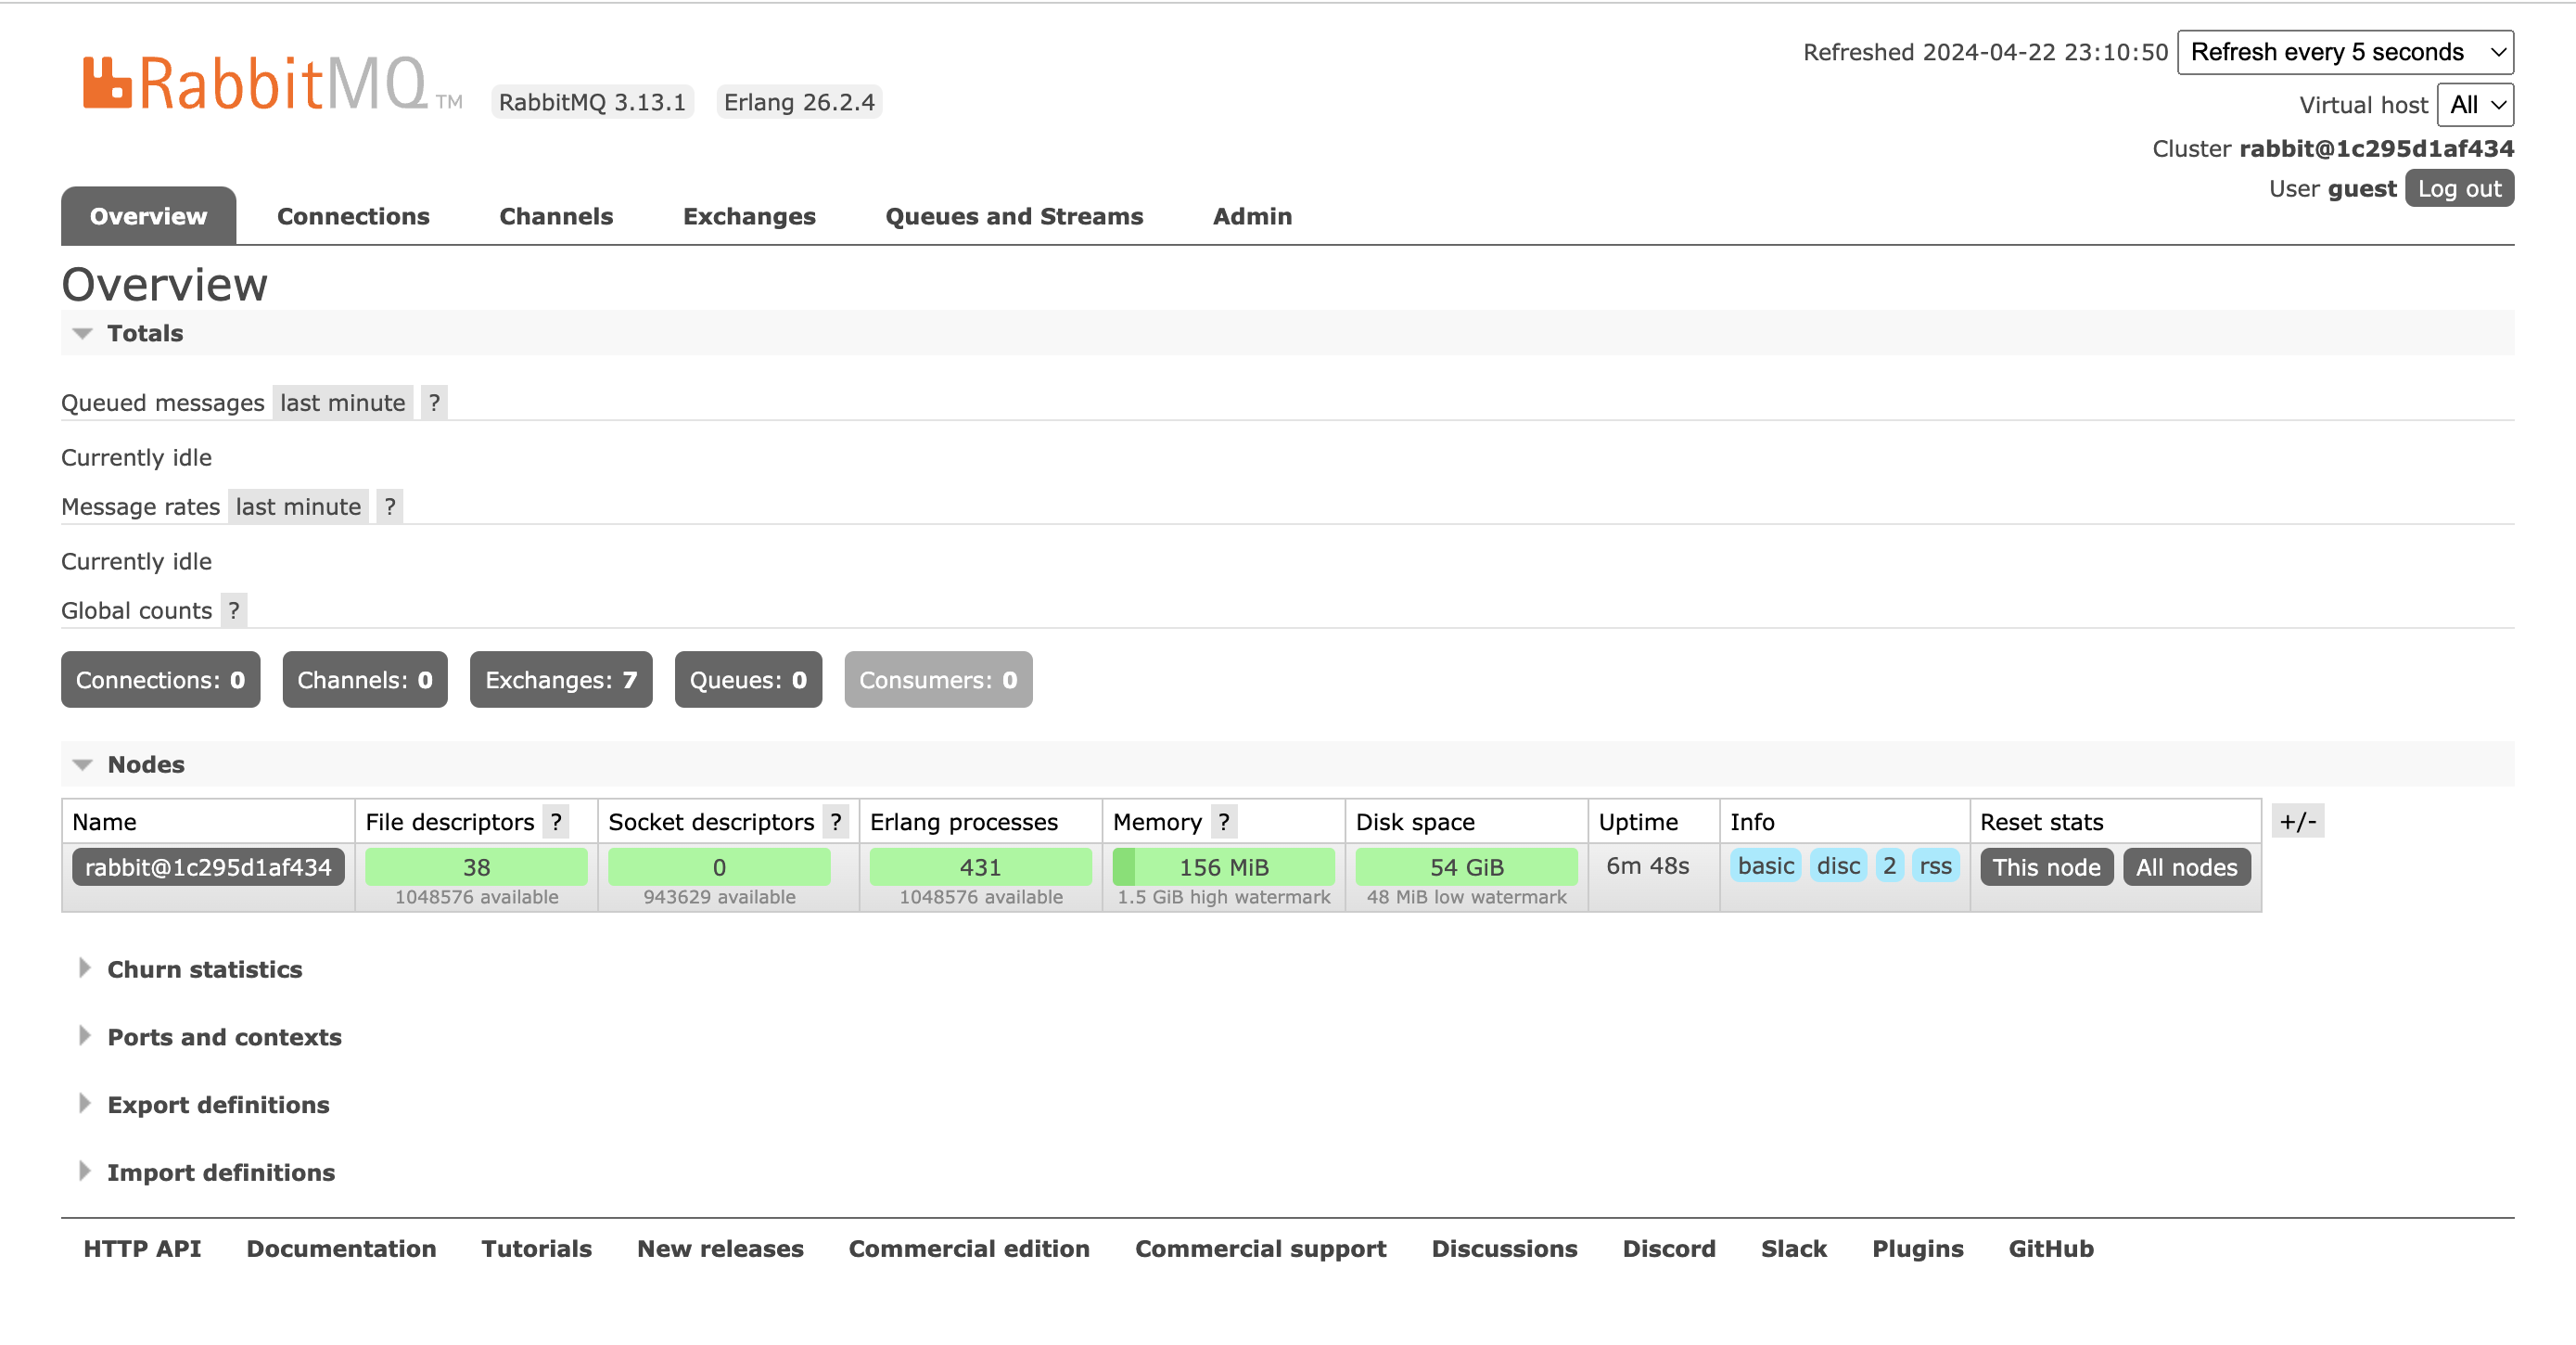 RabbitMQ TM RabbitMQ 3.13.1 Erlang 26.2.4
Refreshed 2024-04-22 23:10:50 Refresh every 5 seconds
Virtual host All
Cluster rabbit@1c295d1af434
User guest Log out
Overview Connections Channels Exchanges Queues and Streams Admin
Overview
Totals
Queued messages last minute ?
Currently idle
Message rates last minute ?
Currently idle
Global counts ?
Connections: 0 Channels: 0 Exchanges: 7 Queues: 0 Consumers: 0
Nodes
Name File descriptors ? Socket descriptors ? Erlang processes Memory ? Disk space Uptime Info Reset stats +/-
rabbit@1c295d1af434 38 0 431 156 MiB 54 GiB 6m 48s basic disc 2 rss This node All nodes
1048576 available 943629 available 1048576 available 1.5 GiB high watermark 48 MiB low watermark
Churn statistics
Ports and contexts
Export definitions
Import definitions
HTTP API Documentation Tutorials New releases Commercial edition Commercial support Discussions Discord Slack Plugins GitHub